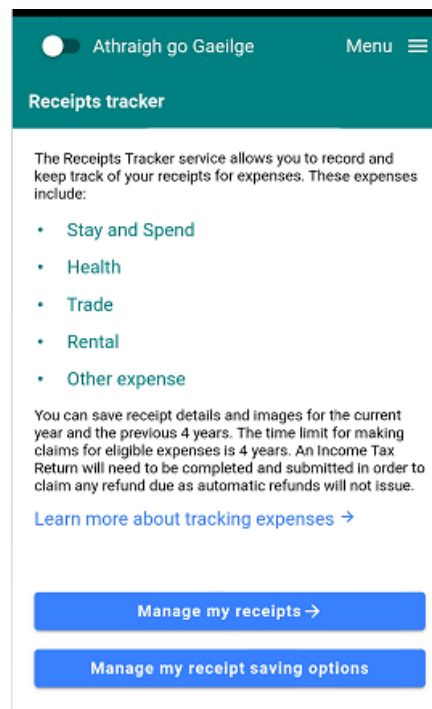 Athraigh go Gaeilge Menu
Receipts tracker
The Receipts Tracker service allows you to record and
keep track of your receipts for expenses. These expenses
include:
• Stay and Spend
• Health
• Trade
• Rental
• Other expense
You can save receipt details and images for the current
year and the previous 4 years. The time limit for making
claims for eligible expenses is 4 years. An Income Tax
Return will need to be completed and submitted in order to
claim any refund due as automatic refunds will not issue.
Learn more about tracking expenses →
Manage my receipts →
Manage my receipt saving options